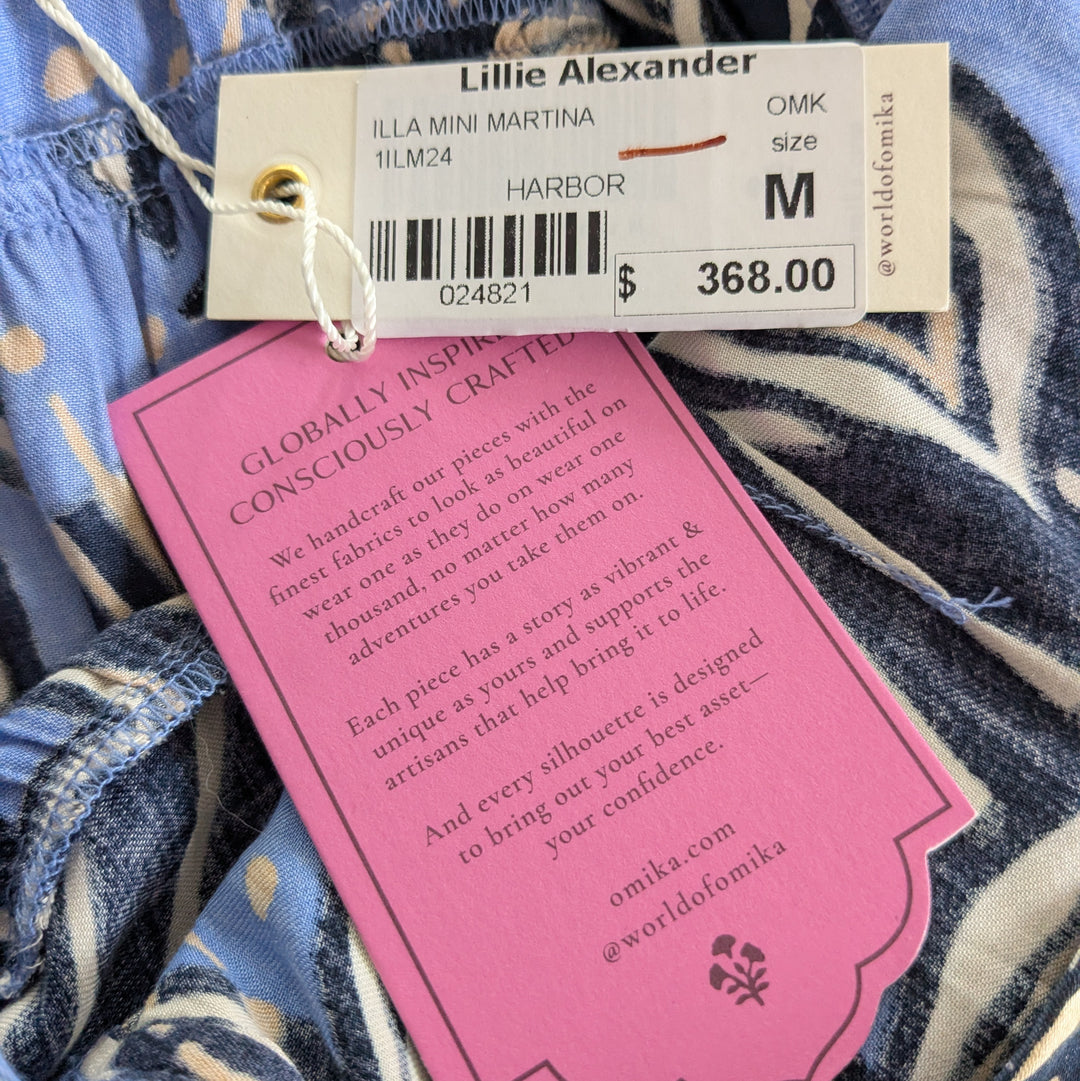 Lillie Alexander
ILLA MINI MARTINA
OMK
1ILM24
size
HARBOR
M
024821
$ 368.00
@worldofomika
GLOBALLY INSPIRE
CONSCIOUSLY CRAFTED
We handcraft our pieces with the
finest fabrics to look as beautiful on
wear one as they do on wear one
thousand, no matter how many
adventures you take them on.
Each piece has a story as vibrant &
unique as yours and supports the
artisans that help bring it to life.
And every silhouette is designed
to bring out your best asset—
your confidence.
omika.com
@worldofomika